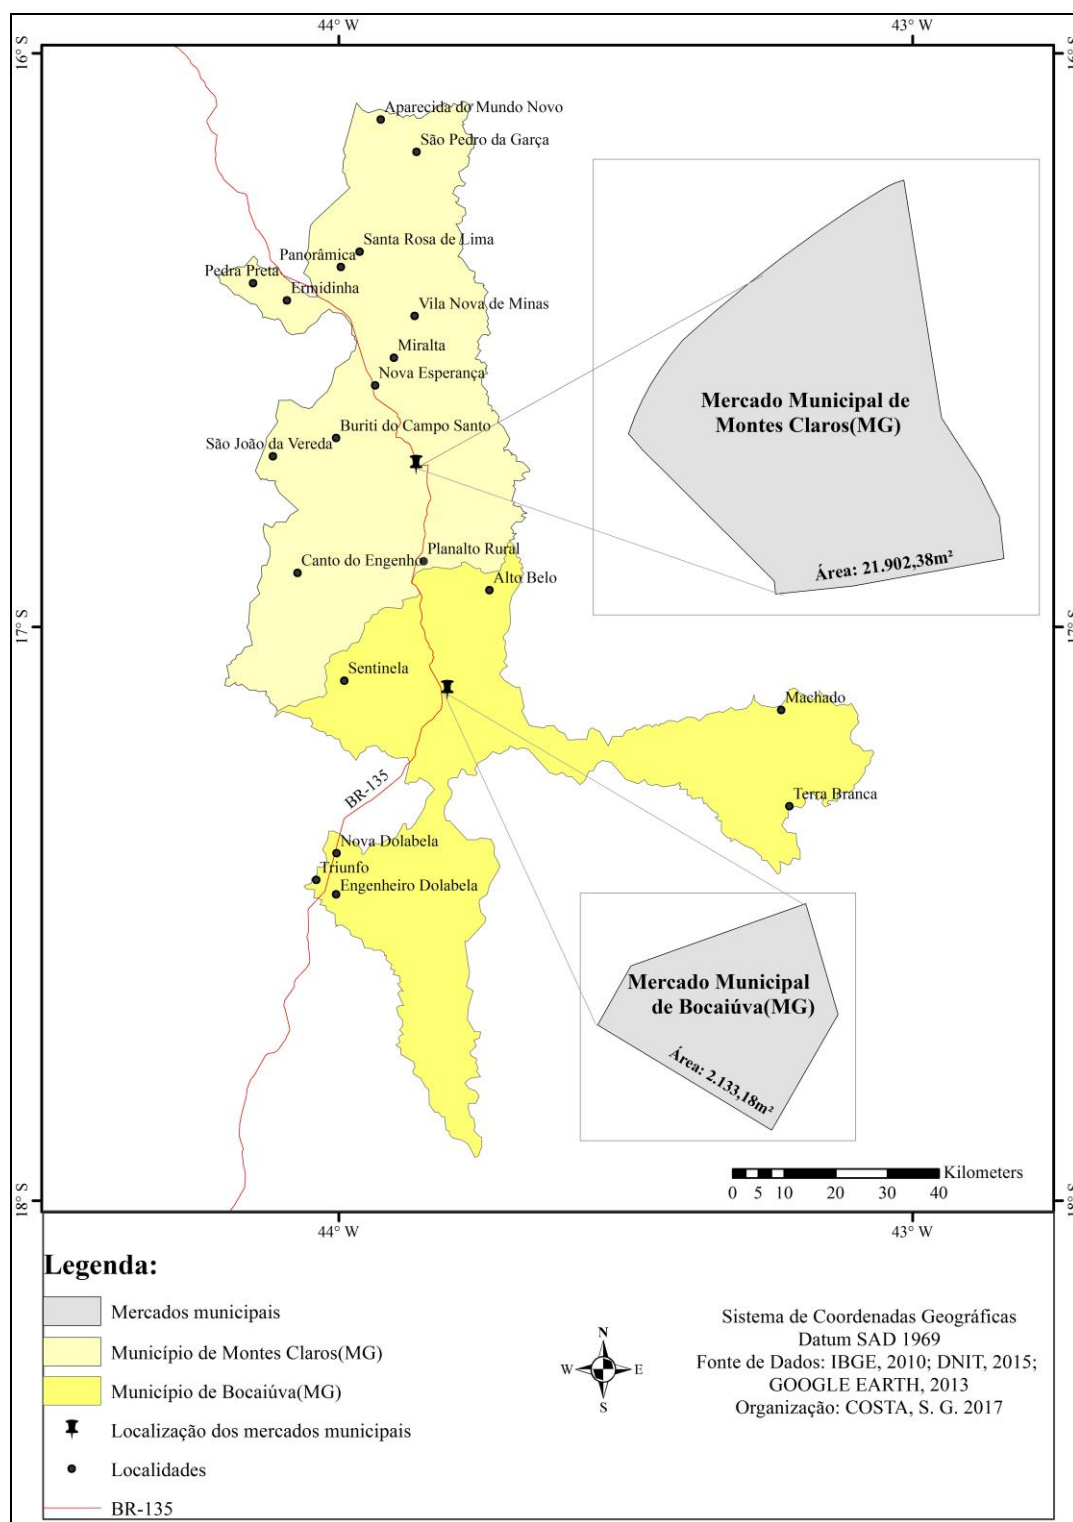 44° W
43° W
16° S
16° S
Aparecida do Mundo Novo
São Pedro da Garça
Santa Rosa de Lima
Panorâmica
Pedra Preta
Ermidinha
Vila Nova de Minas
Miralta
Nova Esperança
Buriti do Campo Santo
São João da Vereda
Mercado Municipal de
Montes Claros(MG)
Área: 21.902,38m²
Planalto Rural
Canto do Engenho
Alto Belo
17° S
17° S
Sentinela
Machado
BR-135
Terra Branca
Nova Dolabela
Triunfo
Engenheiro Dolabela
Mercado Municipal
de Bocaiúva(MG)
Área: 2.133,18m²
Kilometers
0 5 10 20 30 40
18° S
18° S
44° W
43° W
Legenda:
Mercados municipais
Município de Montes Claros(MG)
Município de Bocaiúva(MG)
Localização dos mercados municipais
Localidades
BR-135
N
W
E
S
Sistema de Coordenadas Geográficas
Datum SAD 1969
Fonte de Dados: IBGE, 2010; DNIT, 2015;
GOOGLE EARTH, 2013
Organização: COSTA, S. G. 2017